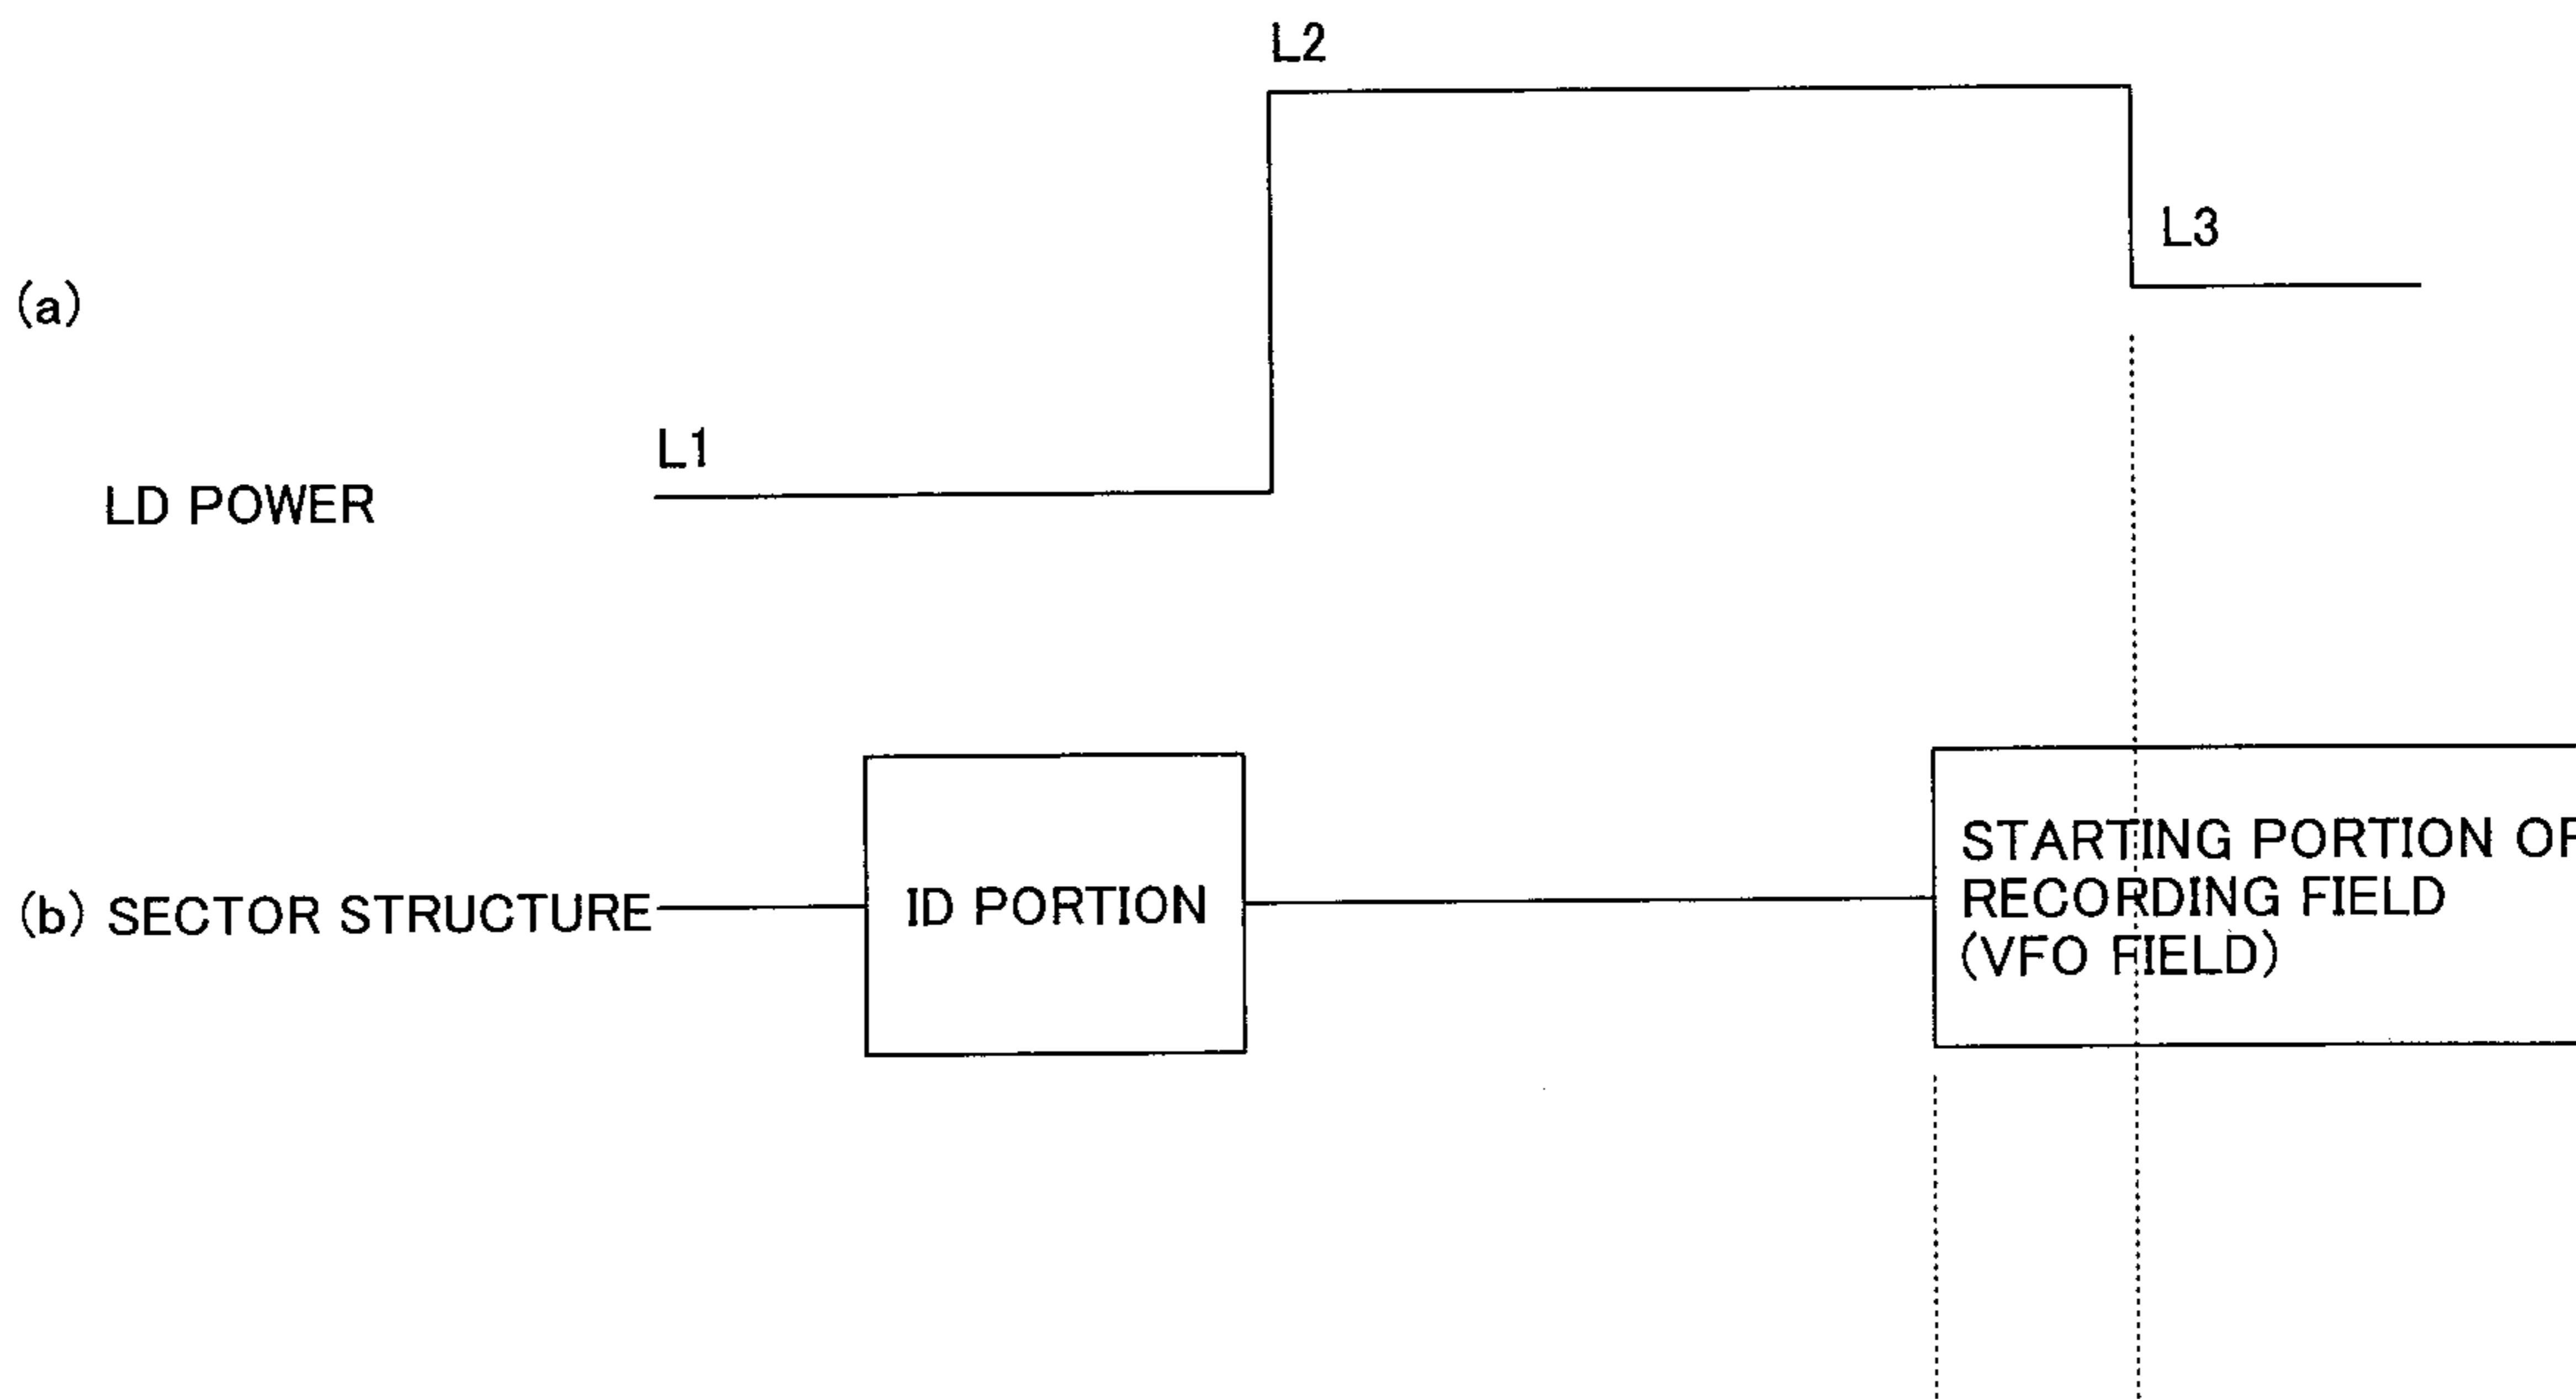 L2
L3
(a)
L1
LD POWER
STARTING PORTION OF
RECORDING FIELD
(VFO FIELD)
ID PORTION
(b) SECTOR STRUCTURE